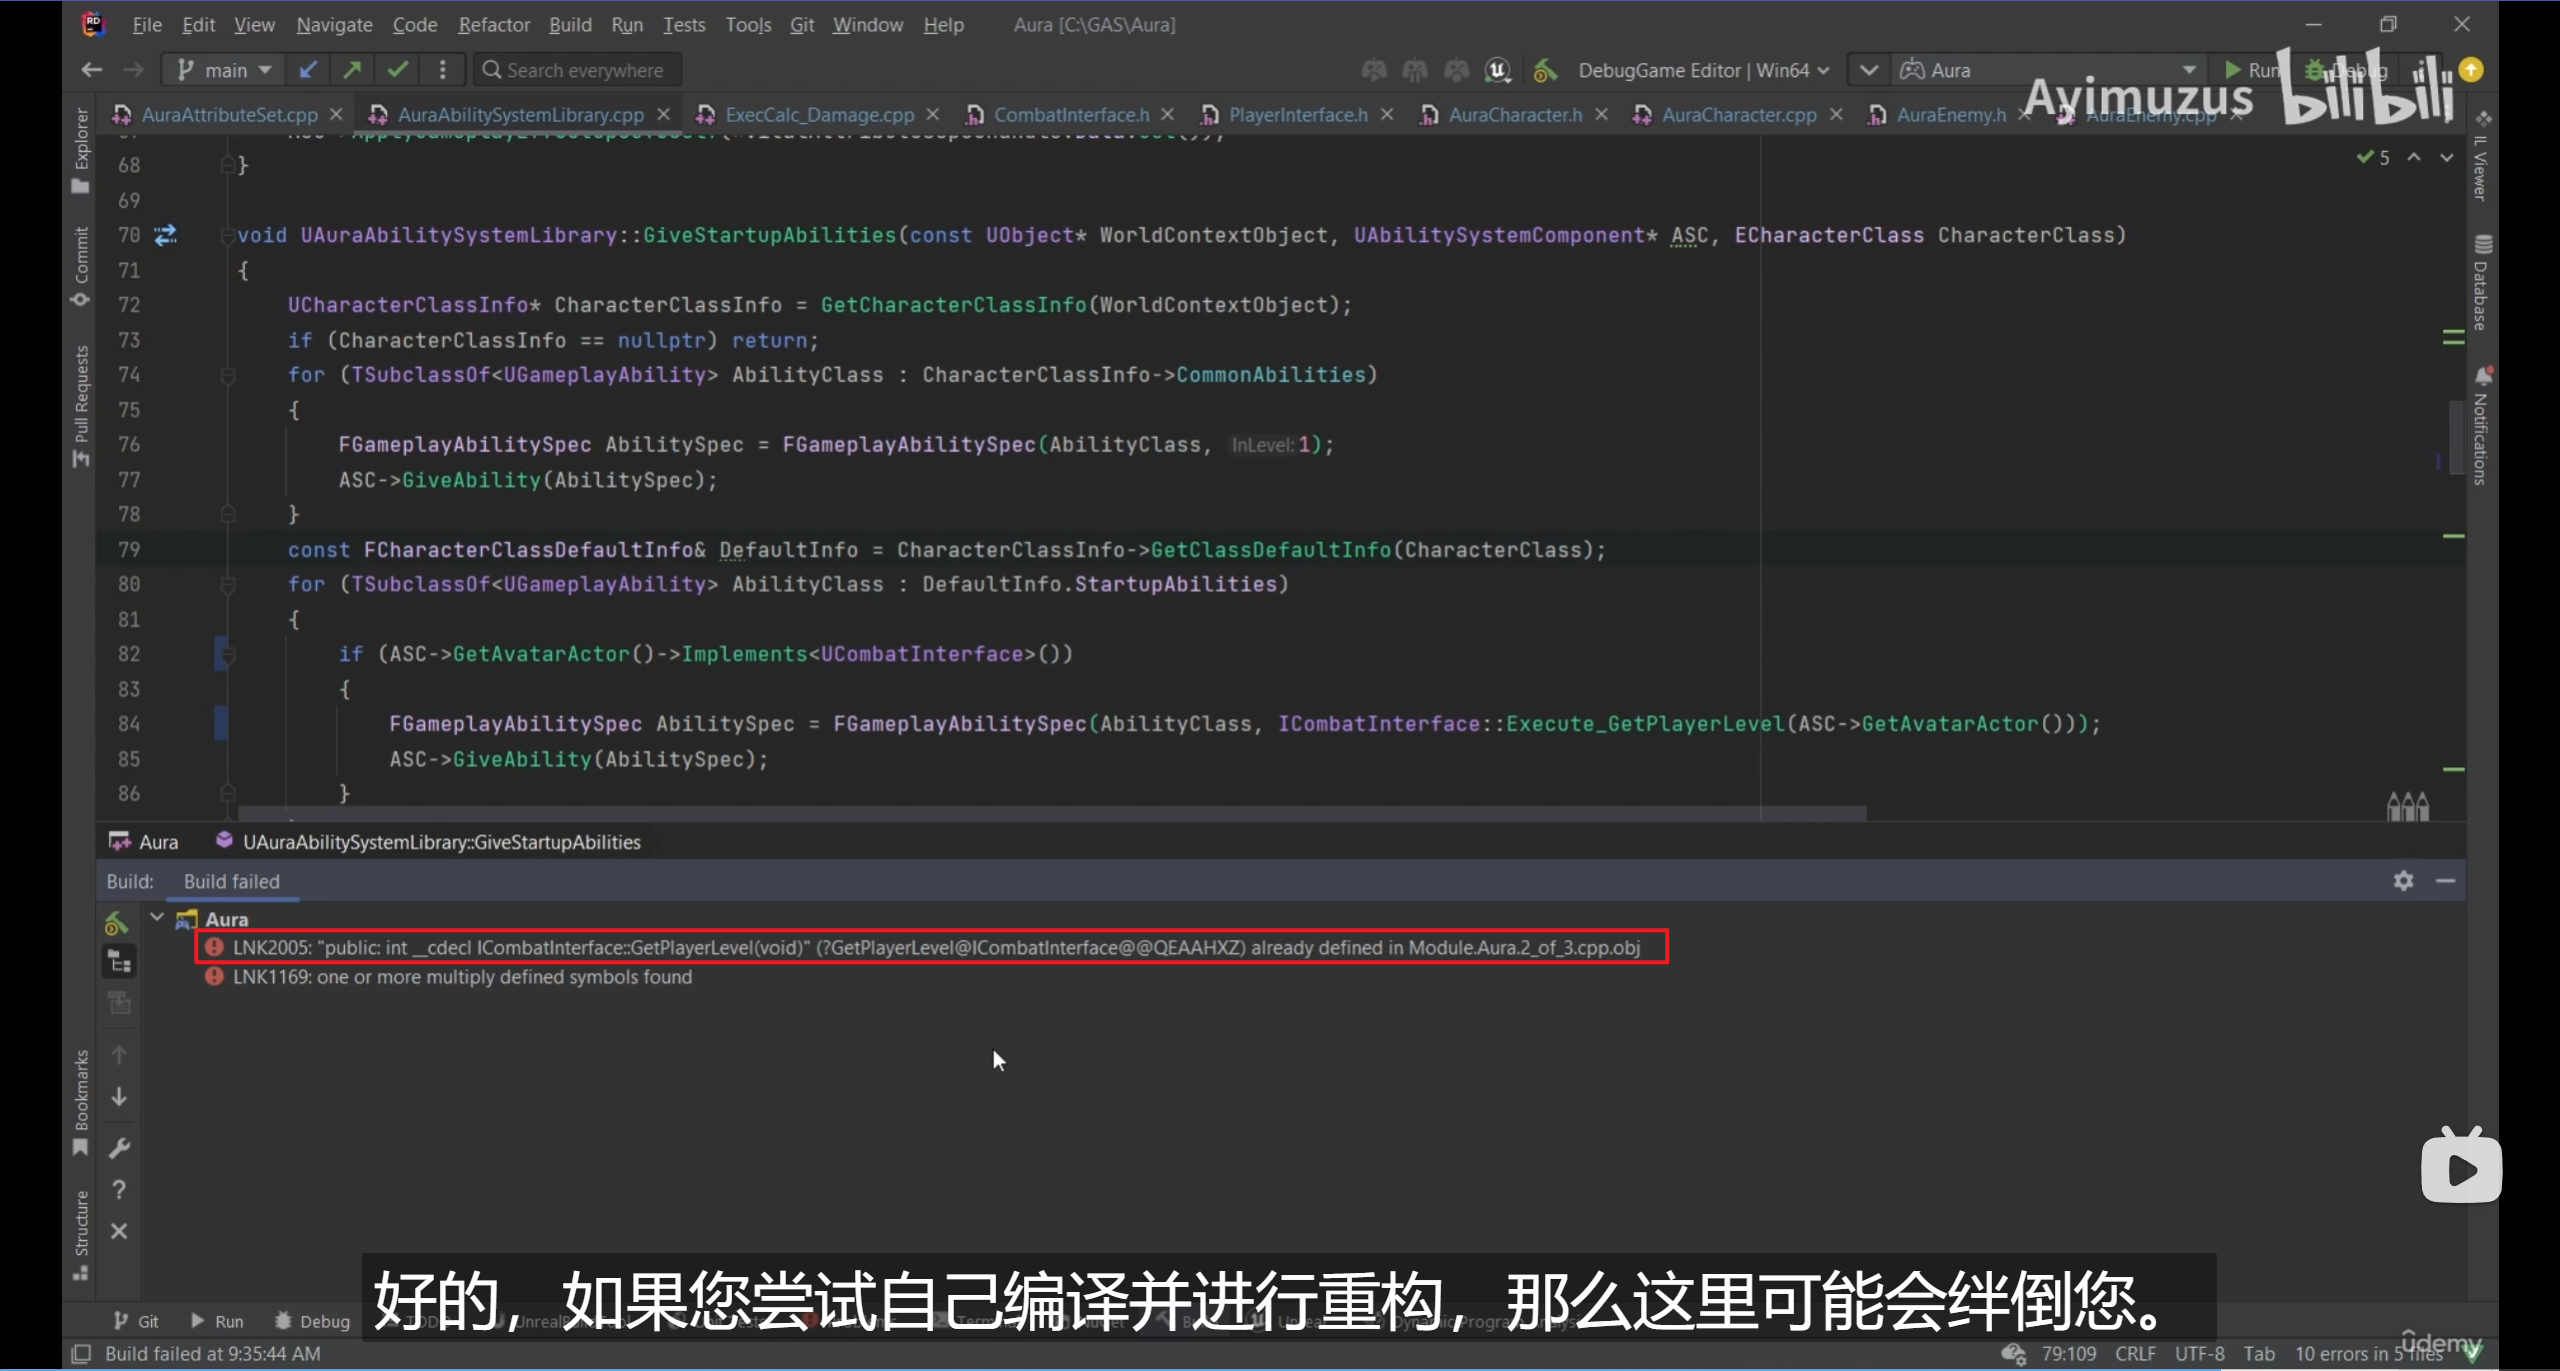 File Edit View Navigate Code Refactor Build Run Tests Tools Git Window Help Aura [C:\GAS\Aura]
main Search everywhere DebugGame Editor | Win64 Aura Run Debug
Ayimuzus bilibili
AuraAttributeSet.cpp AuraAbilitySystemLibrary.cpp ExecCalc_Damage.cpp CombatInterface.h PlayerInterface.h AuraCharacter.h AuraCharacter.cpp AuraEnemy.h AuraEnemy.cpp
Explorer
Commit
Pull Requests
Bookmarks
Structure
IL Viewer
Database
Notifications
5
68 }
69
70 void UAuraAbilitySystemLibrary::GiveStartupAbilities(const UObject* WorldContextObject, UAbilitySystemComponent* ASC, ECharacterClass CharacterClass)
71 {
72 UCharacterClassInfo* CharacterClassInfo = GetCharacterClassInfo(WorldContextObject);
73 if (CharacterClassInfo == nullptr) return;
74 for (TSubclassOf<UGameplayAbility> AbilityClass : CharacterClassInfo->CommonAbilities)
75 {
76 FGameplayAbilitySpec AbilitySpec = FGameplayAbilitySpec(AbilityClass, InLevel: 1);
77 ASC->GiveAbility(AbilitySpec);
78 }
79 const FCharacterClassDefaultInfo& DefaultInfo = CharacterClassInfo->GetClassDefaultInfo(CharacterClass);
80 for (TSubclassOf<UGameplayAbility> AbilityClass : DefaultInfo.StartupAbilities)
81 {
82 if (ASC->GetAvatarActor()->Implements<UCombatInterface>())
83 {
84 FGameplayAbilitySpec AbilitySpec = FGameplayAbilitySpec(AbilityClass, ICombatInterface::Execute_GetPlayerLevel(ASC->GetAvatarActor()));
85 ASC->GiveAbility(AbilitySpec);
86 }
Aura UAuraAbilitySystemLibrary::GiveStartupAbilities
Build: Build failed
Aura
LNK2005: "public: int __cdecl ICombatInterface::GetPlayerLevel(void)" (?GetPlayerLevel@ICombatInterface@@QEAAHXZ) already defined in Module.Aura.2_of_3.cpp.obj
LNK1169: one or more multiply defined symbols found
好的，如果您尝试自己编译并进行重构，那么这里可能会绊倒您。
Git Run Debug
Build failed at 9:35:44 AM 79:109 CRLF UTF-8 Tab 10 errors in 5 files
ûdemy